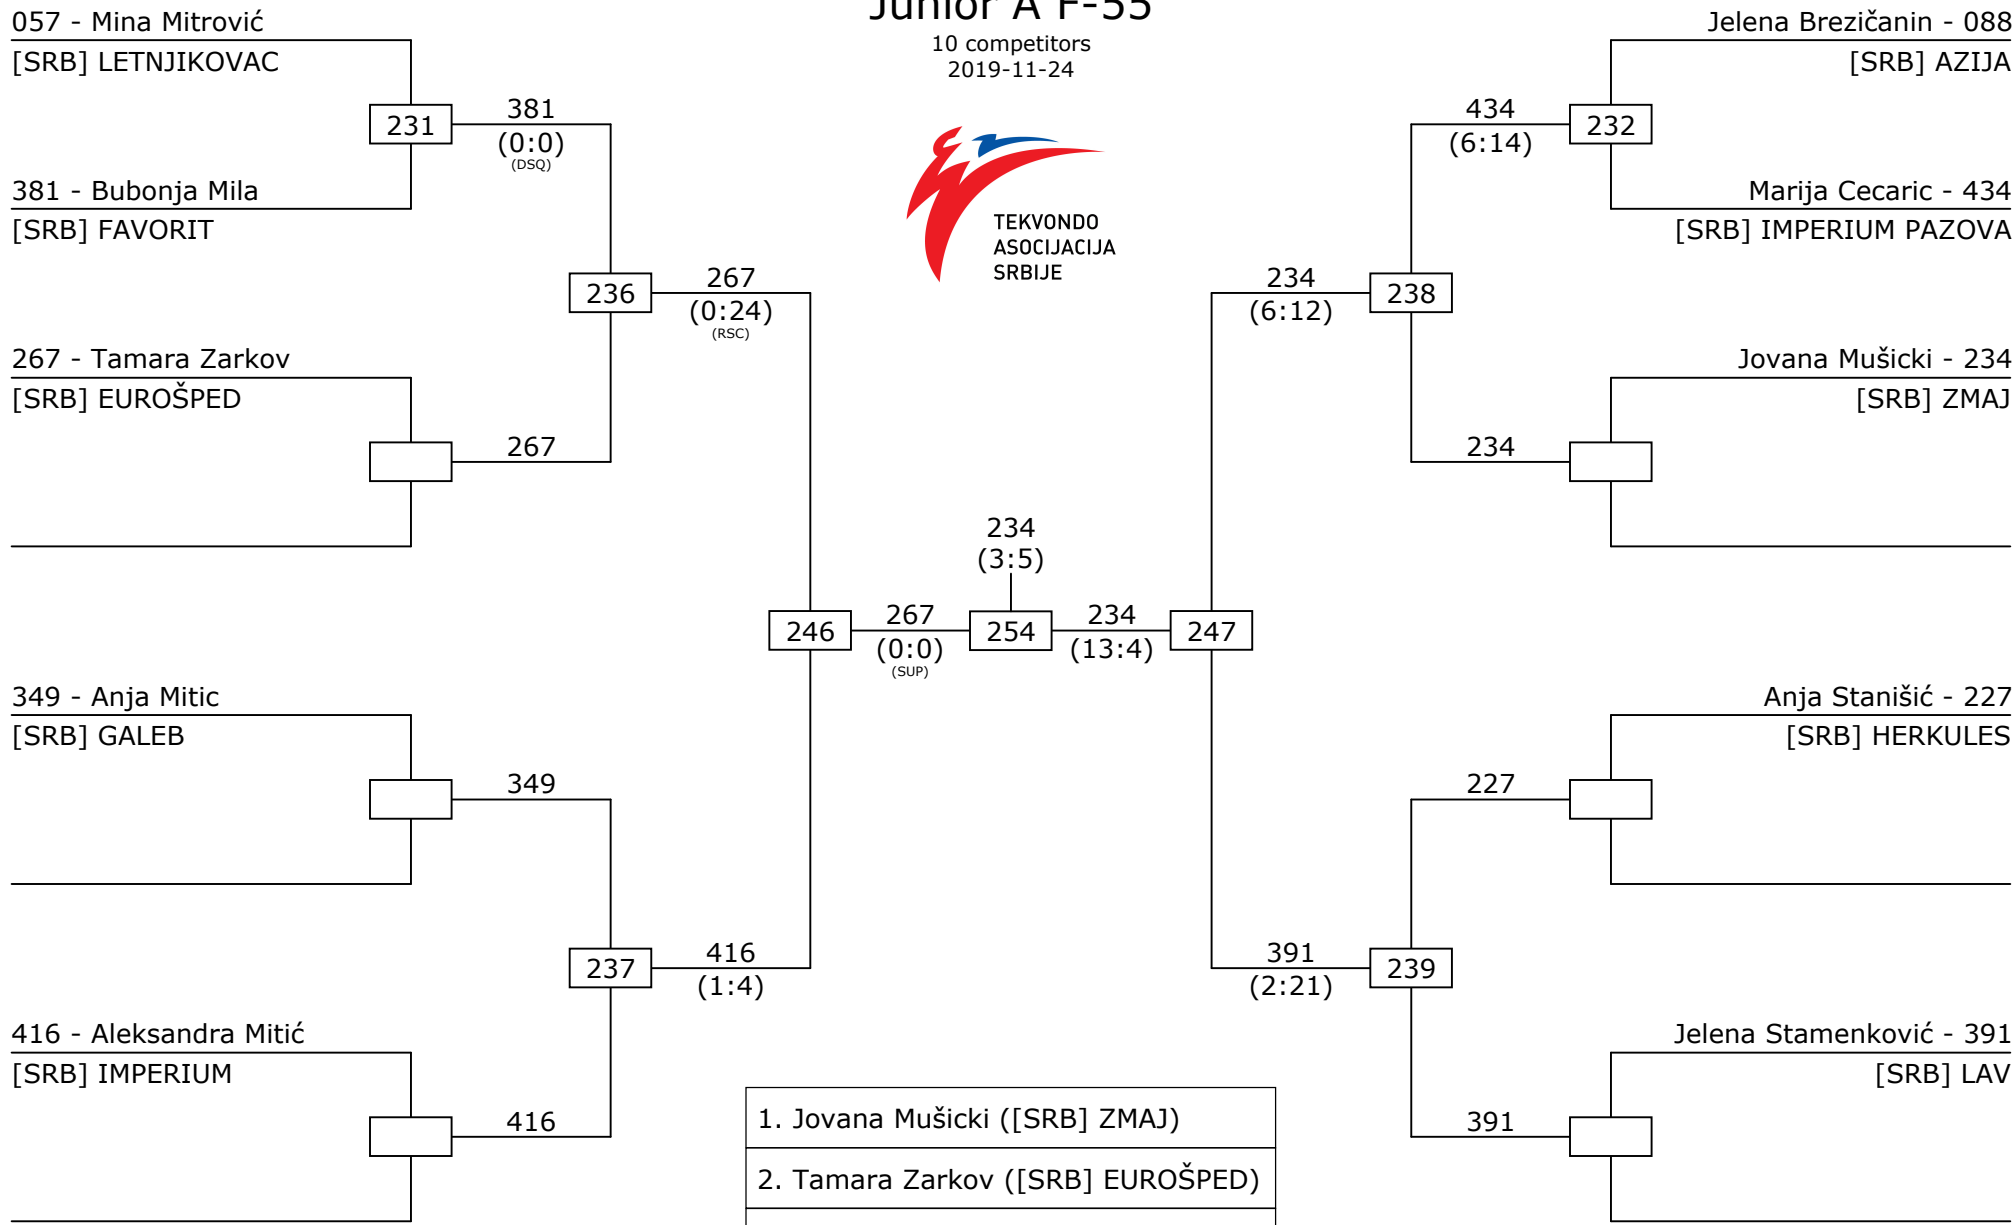 Junior A F-55
10 competitors
2019-11-24
TEKVONDO
ASOCIJACIJA
SRBIJE
057 - Mina Mitrović
[SRB] LETNJIKOVAC
231
381
(0:0)
(DSQ)
381 - Bubonja Mila
[SRB] FAVORIT
236
267
(0:24)
(RSC)
267 - Tamara Zarkov
[SRB] EUROŠPED
267
349 - Anja Mitic
[SRB] GALEB
349
237
416
(1:4)
416 - Aleksandra Mitić
[SRB] IMPERIUM
416
246
267
(0:0)
(SUP)
234
(3:5)
254
234
(13:4)
247
Jelena Brezičanin - 088
[SRB] AZIJA
434
(6:14)
232
Marija Cecaric - 434
[SRB] IMPERIUM PAZOVA
234
(6:12)
238
Jovana Mušicki - 234
[SRB] ZMAJ
234
Anja Stanišić - 227
[SRB] HERKULES
227
391
(2:21)
239
Jelena Stamenković - 391
[SRB] LAV
391
1. Jovana Mušicki ([SRB] ZMAJ)
2. Tamara Zarkov ([SRB] EUROŠPED)